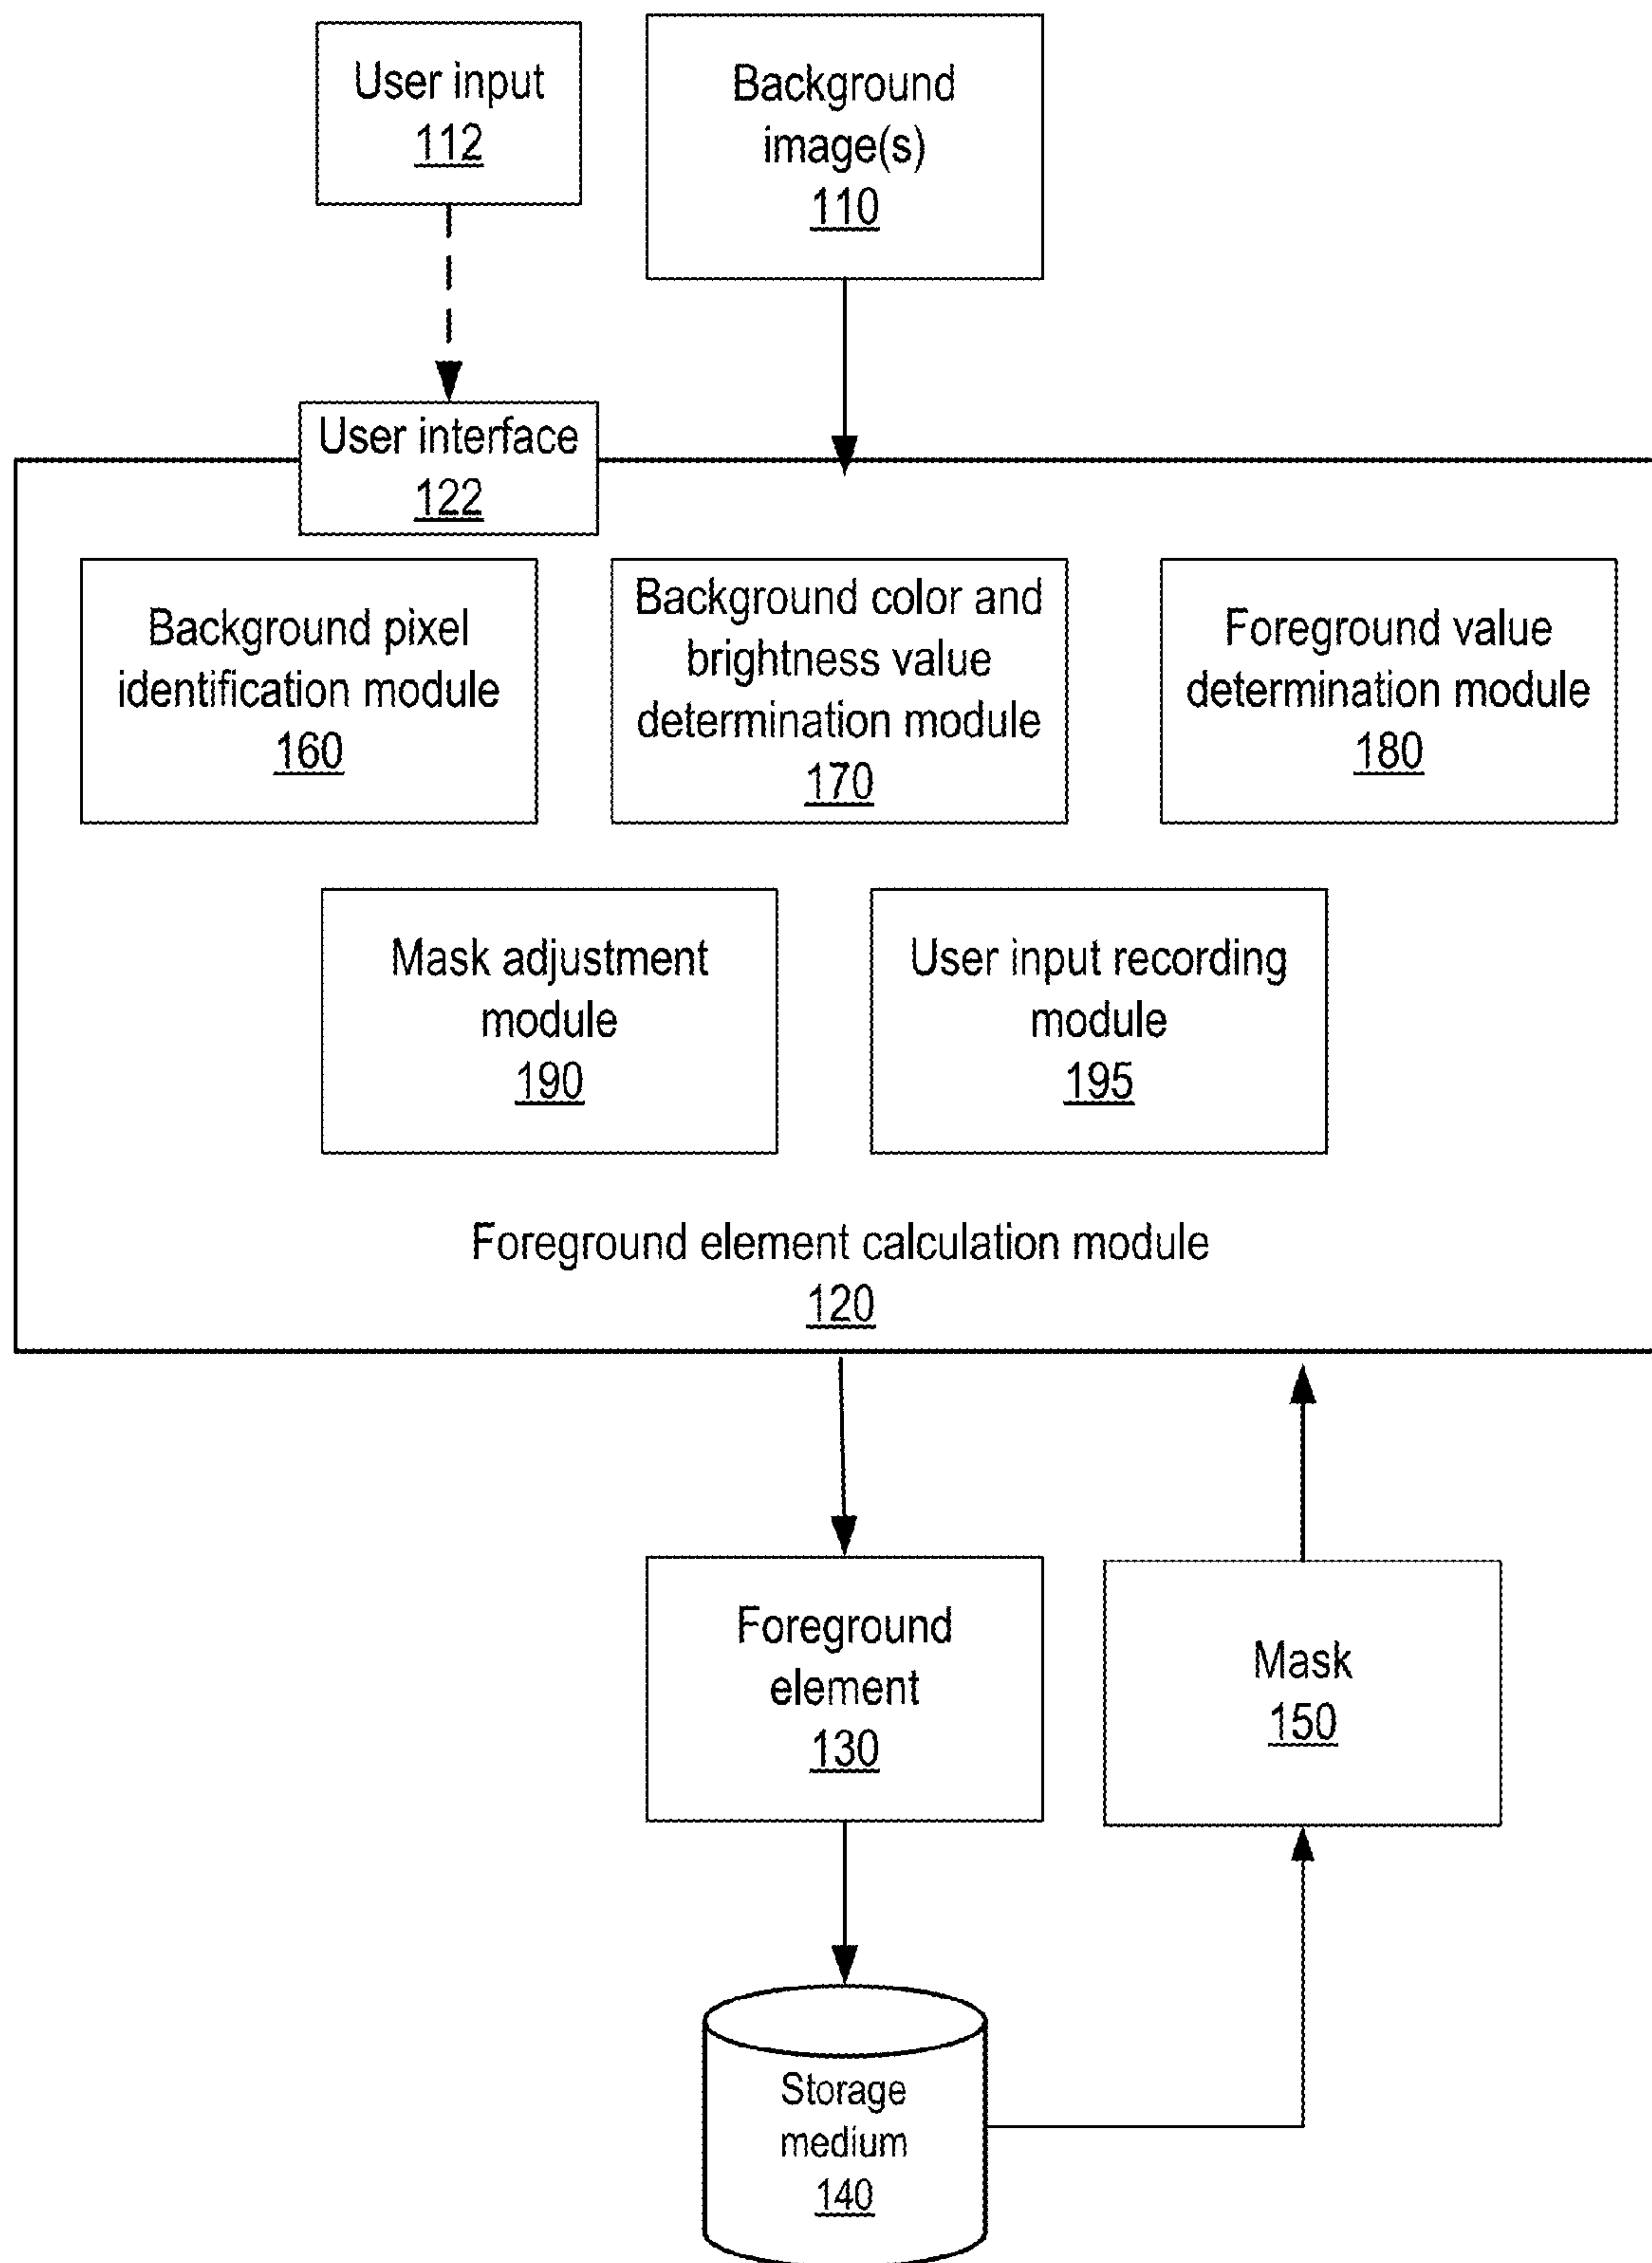 User input
112
Background
image(s)
110
User interface
122
Background pixel
identification module
160
Background color and
brightness value
determination module
170
Foreground value
determination module
180
Mask adjustment
module
190
User input recording
module
195
Foreground element calculation module
120
Foreground
element
130
Mask
150
Storage
medium
140